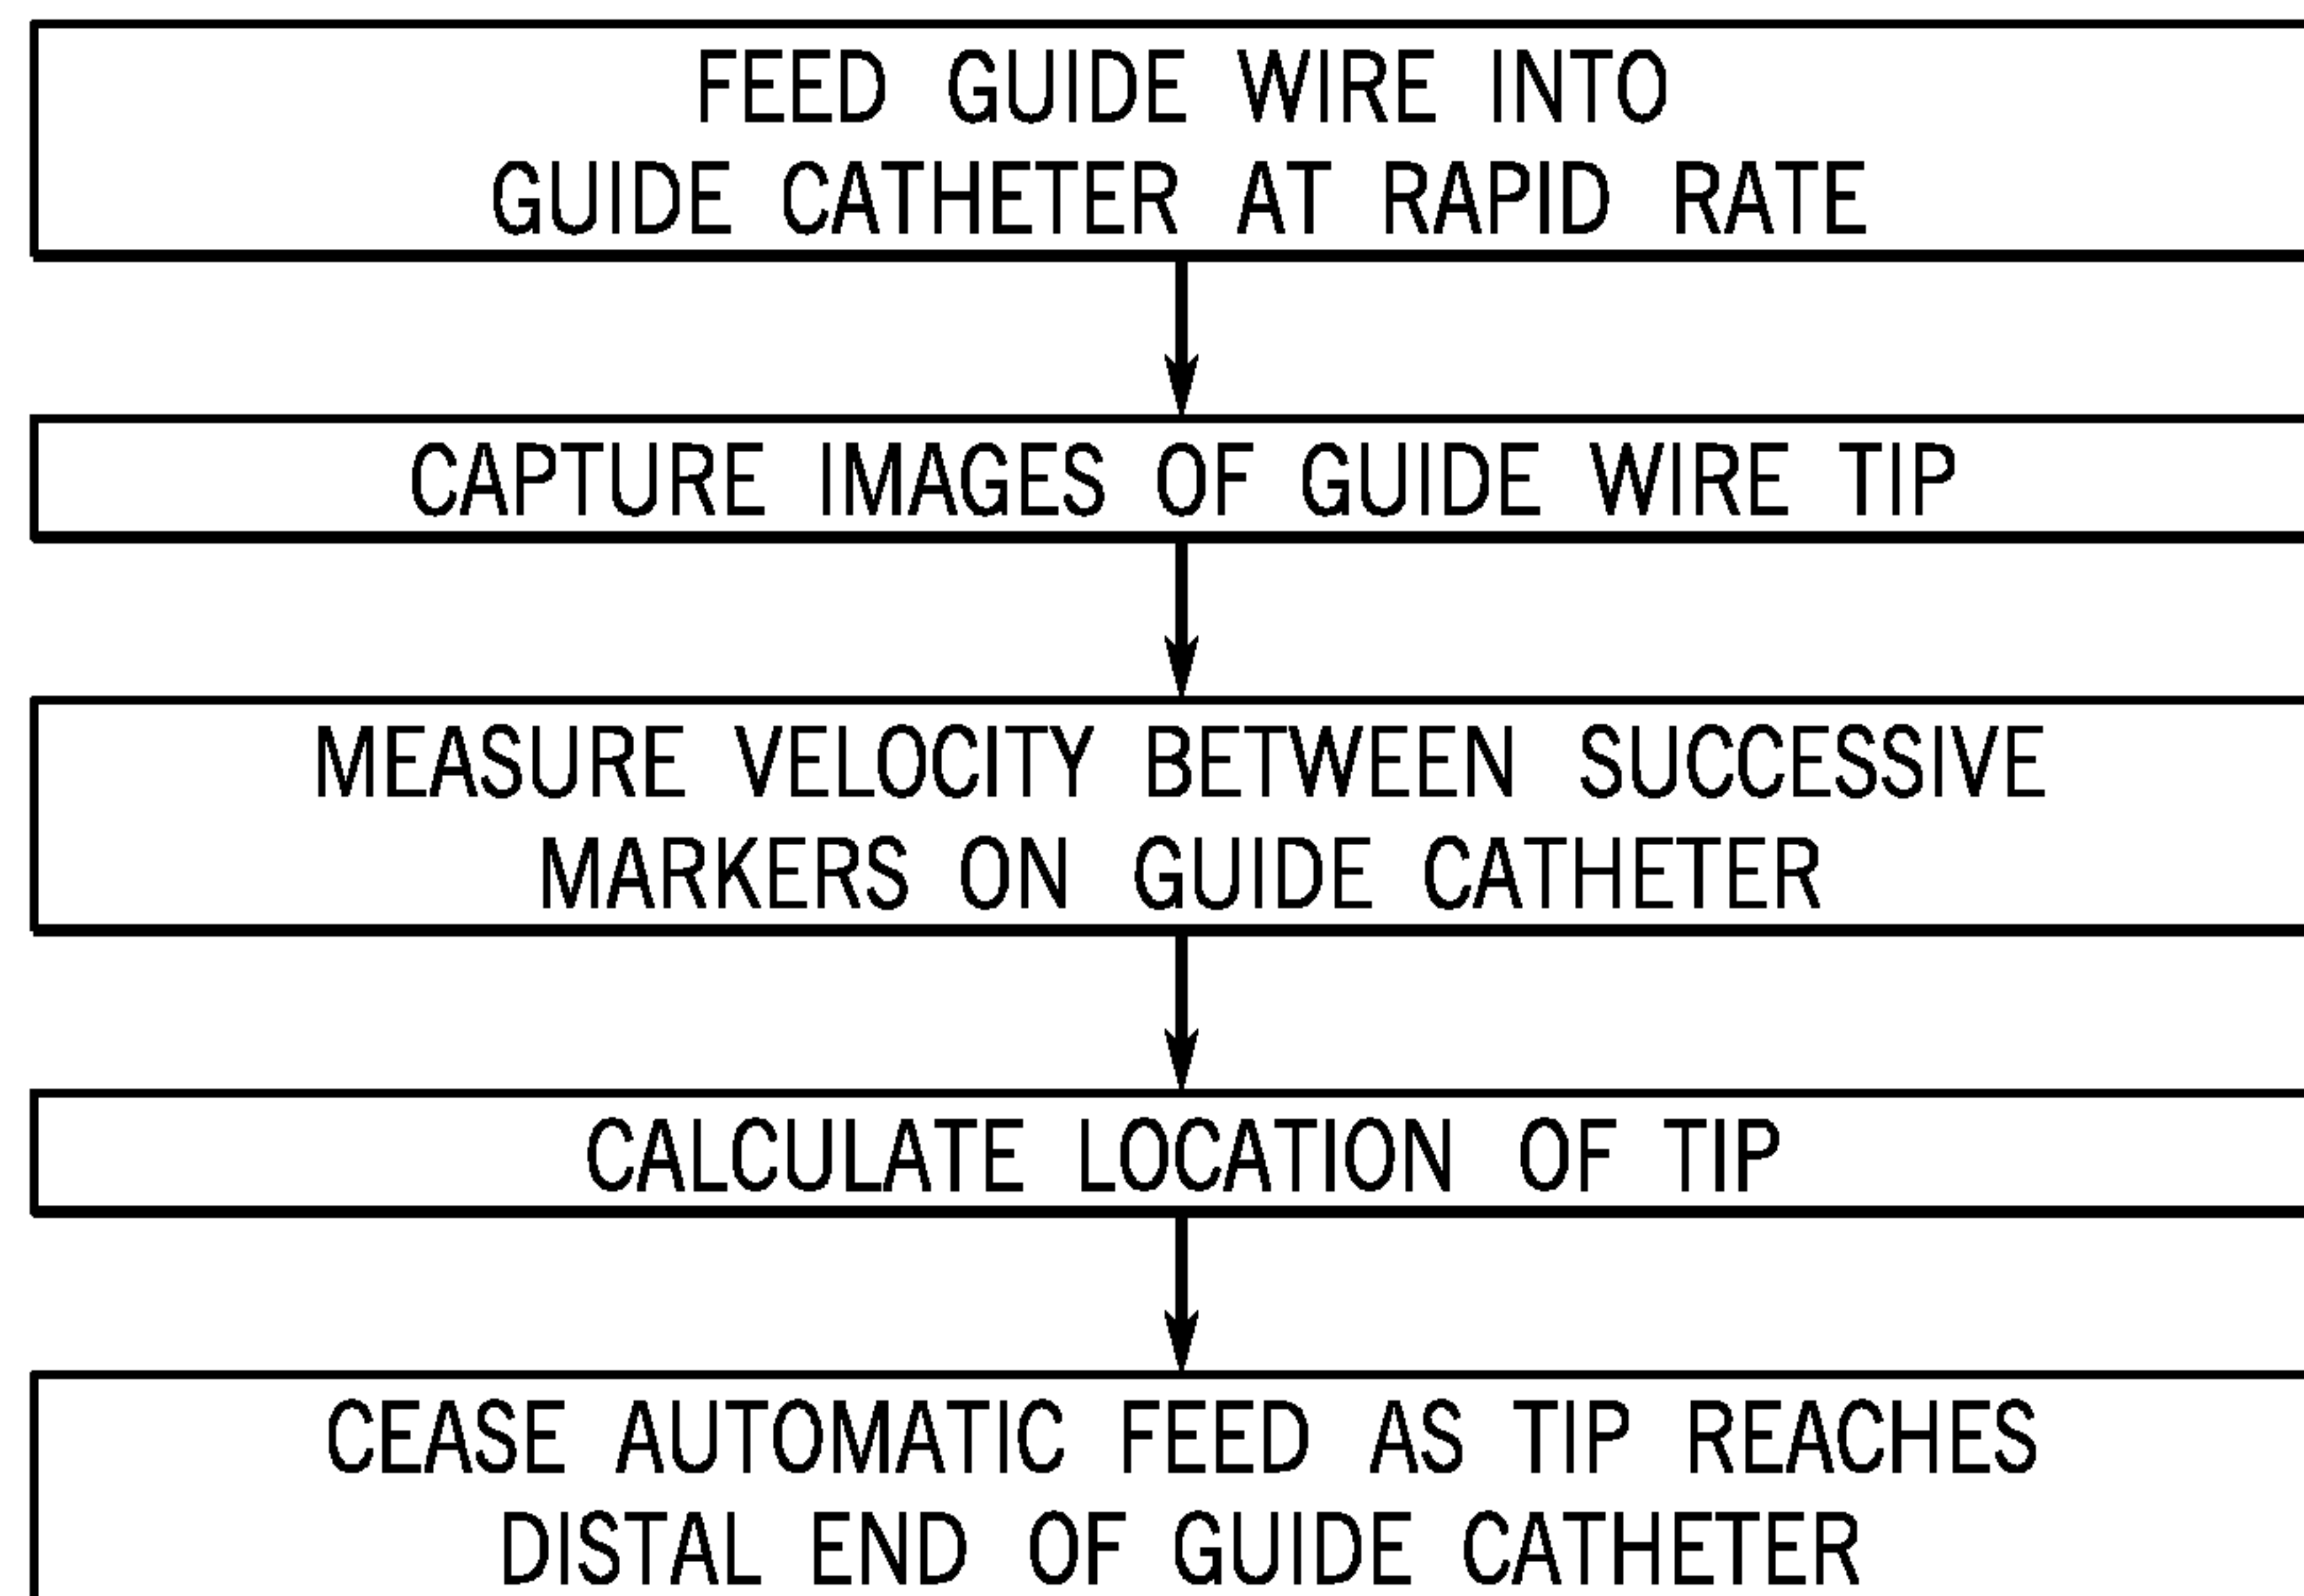 FEED GUIDE WIRE INTO
GUIDE CATHETER AT RAPID RATE
CAPTURE IMAGES OF GUIDE WIRE TIP
MEASURE VELOCITY BETWEEN SUCCESSIVE
MARKERS ON GUIDE CATHETER
CALCULATE LOCATION OF TIP
CEASE AUTOMATIC FEED AS TIP REACHES
DISTAL END OF GUIDE CATHETER